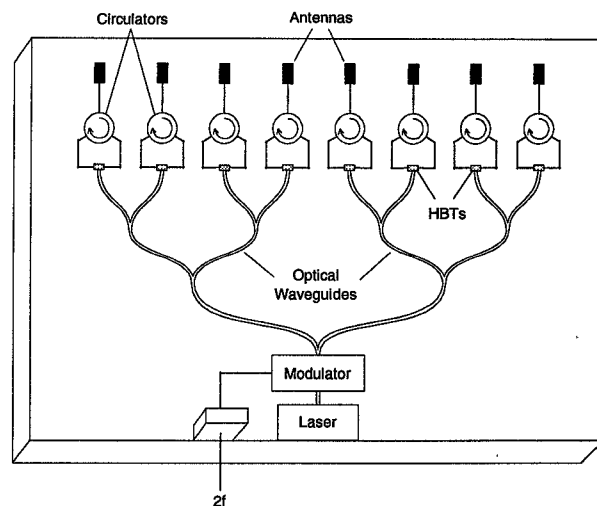 Circulators
Antennas
HBTs
Optical
Waveguides
Modulator
Laser
2f